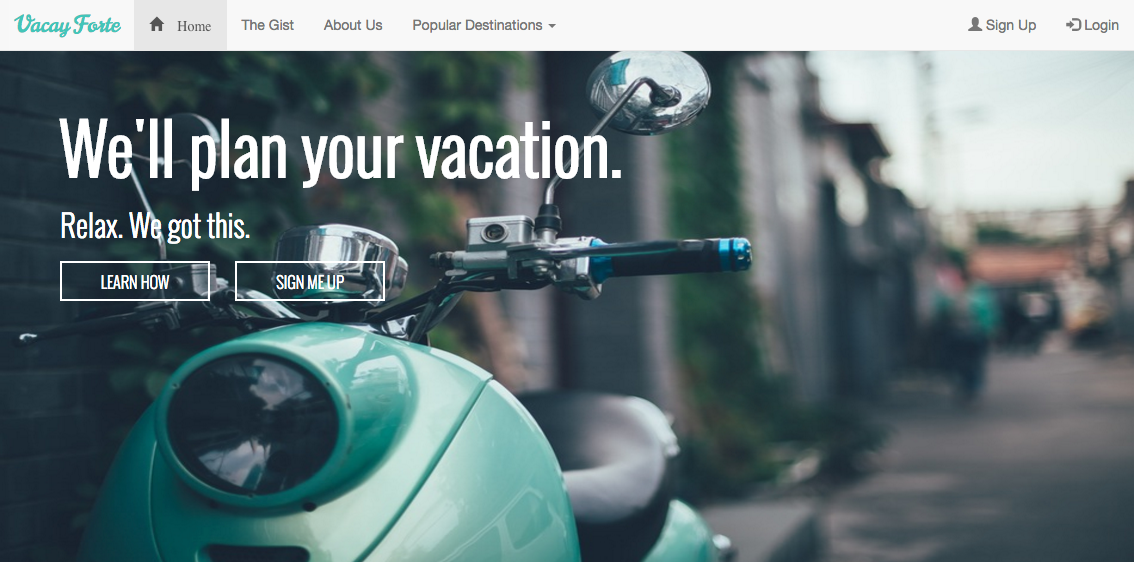 Vacay Forte Home The Gist About Us Popular Destinations Sign Up Login
We'll plan your vacation.
Relax. We got this.
LEARN HOW SIGN ME UP